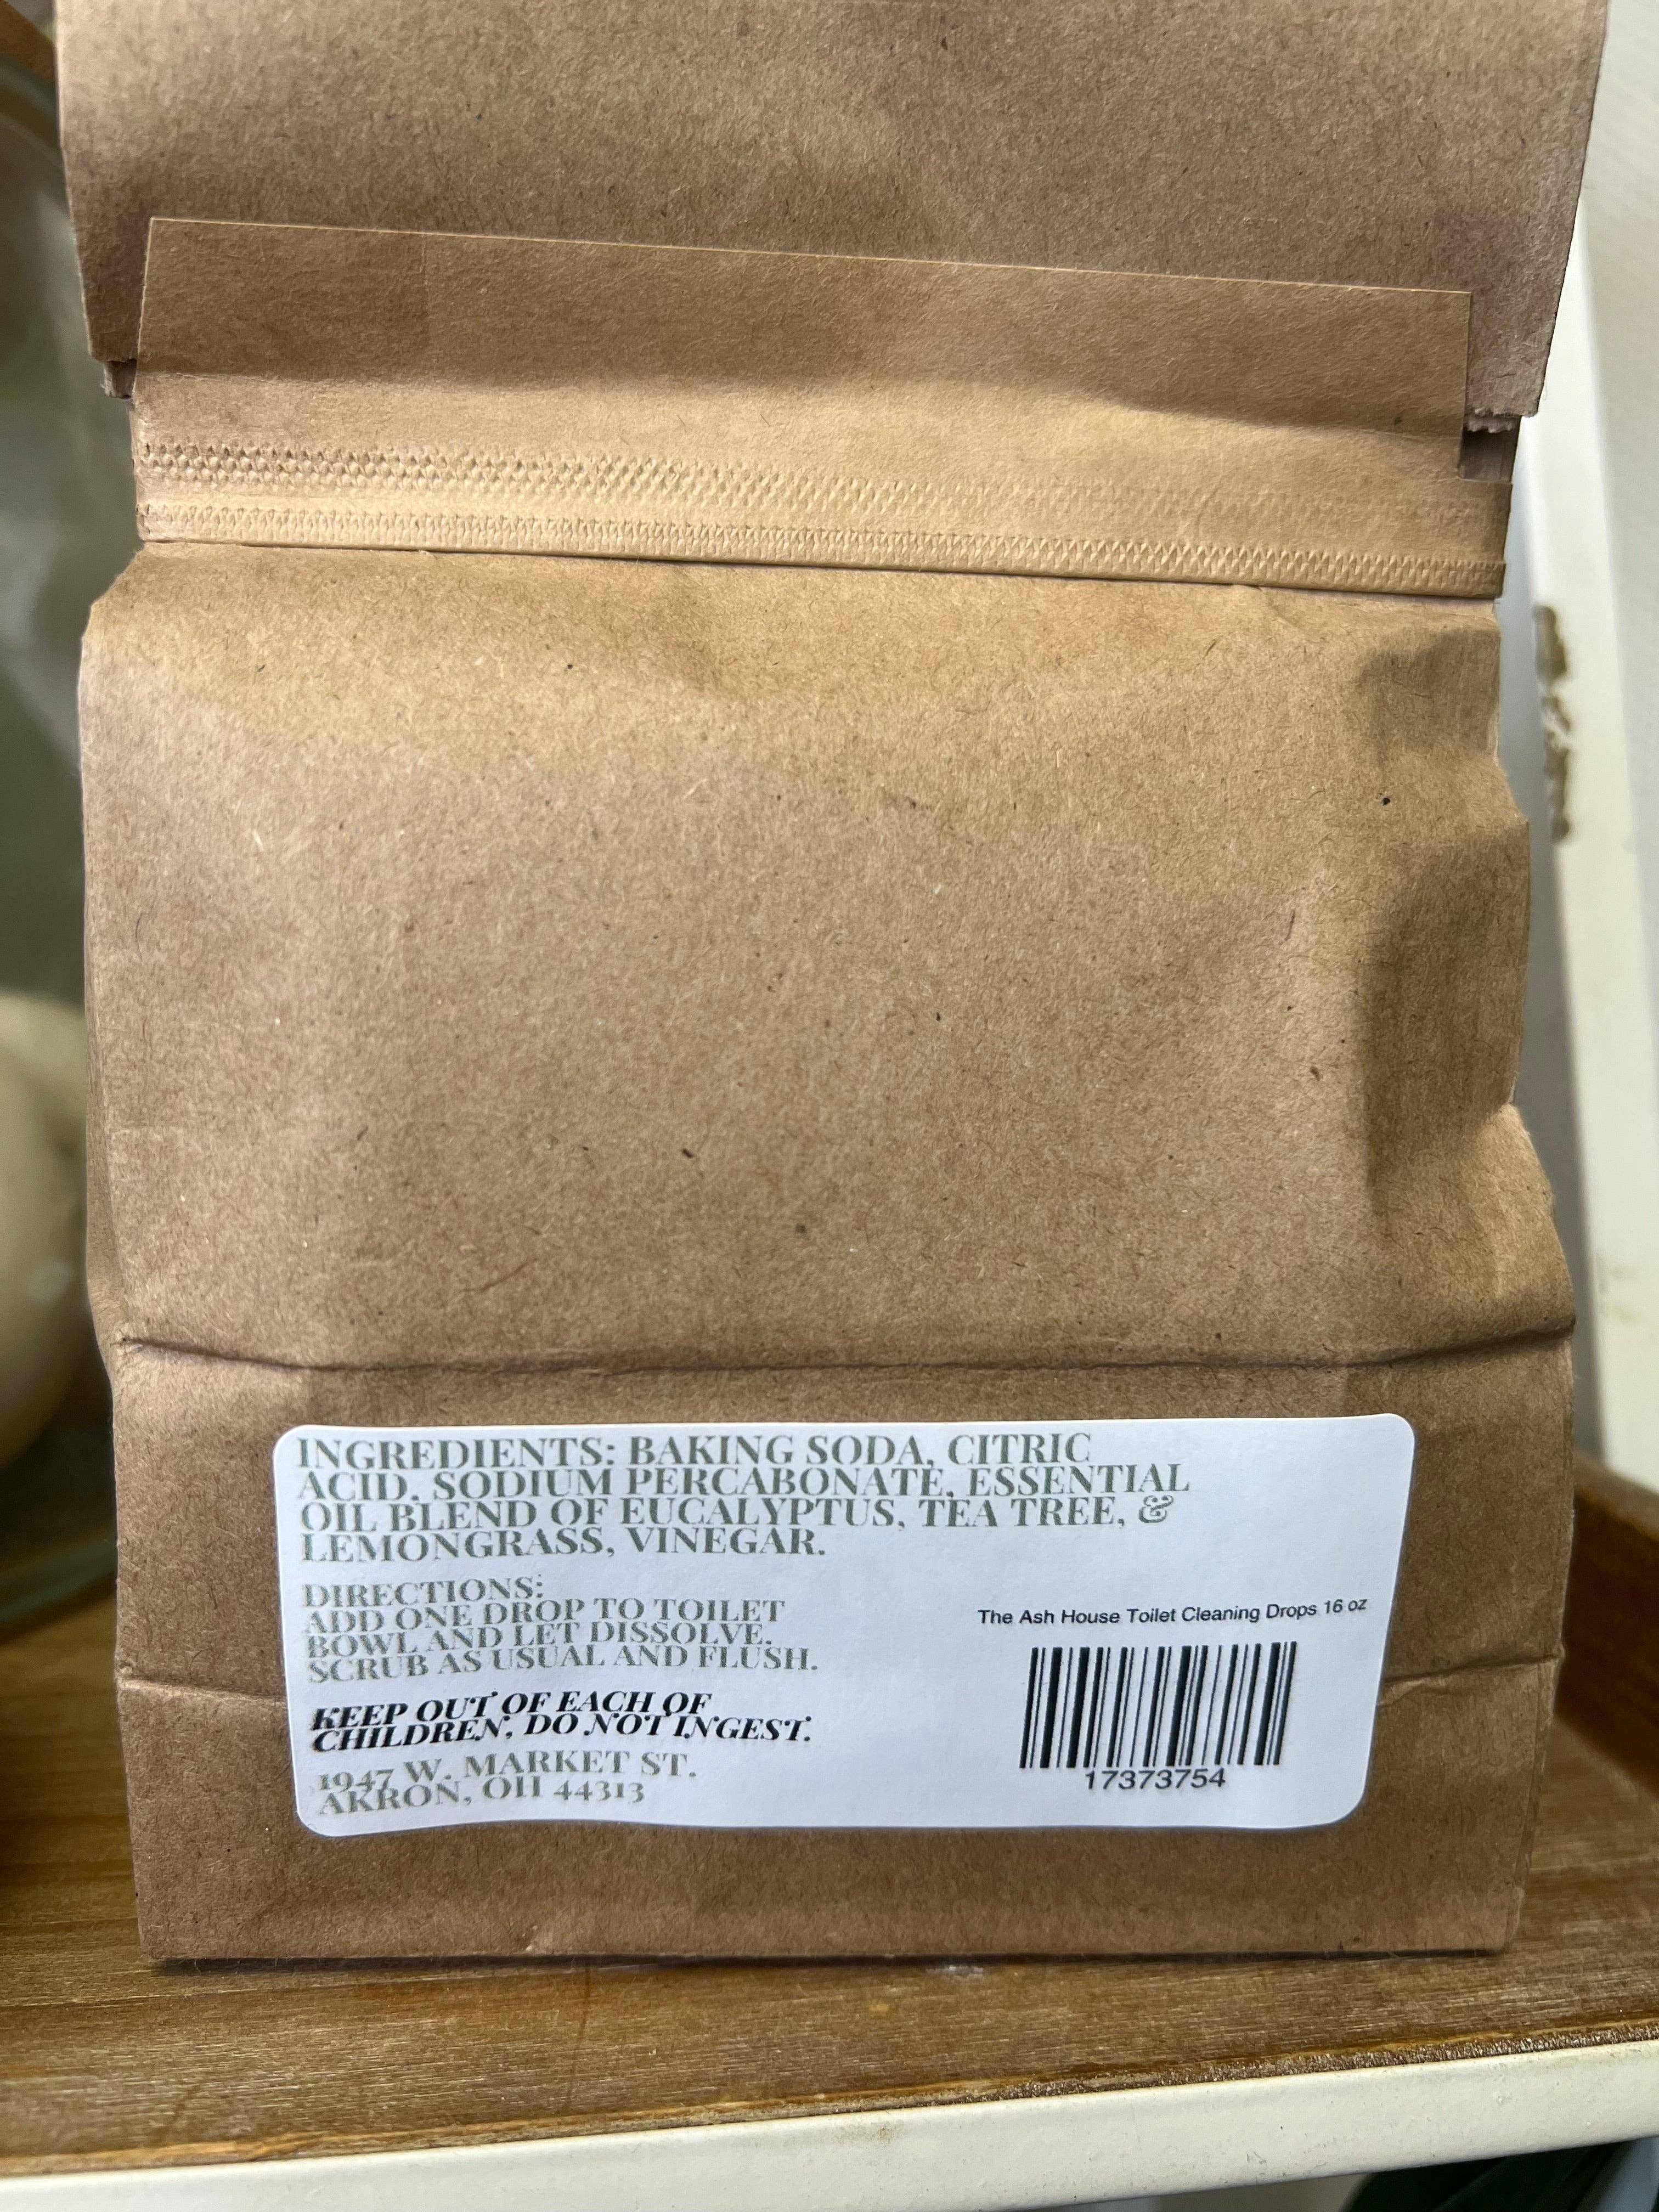 INGREDIENTS: BAKING SODA, CITRIC
ACID, SODIUM PERCABONATE, ESSENTIAL
OIL BLEND OF EUCALYPTUS, TEA TREE, &
LEMONGRASS, VINEGAR.
DIRECTIONS:
ADD ONE DROP TO TOILET
BOWL AND LET DISSOLVE.
SCRUB AS USUAL AND FLUSH.
KEEP OUT OF EACH OF
CHILDREN, DO NOT INGEST.
1947 W. MARKET ST.
AKRON, OH 44313
The Ash House Toilet Cleaning Drops 16 oz
17373754